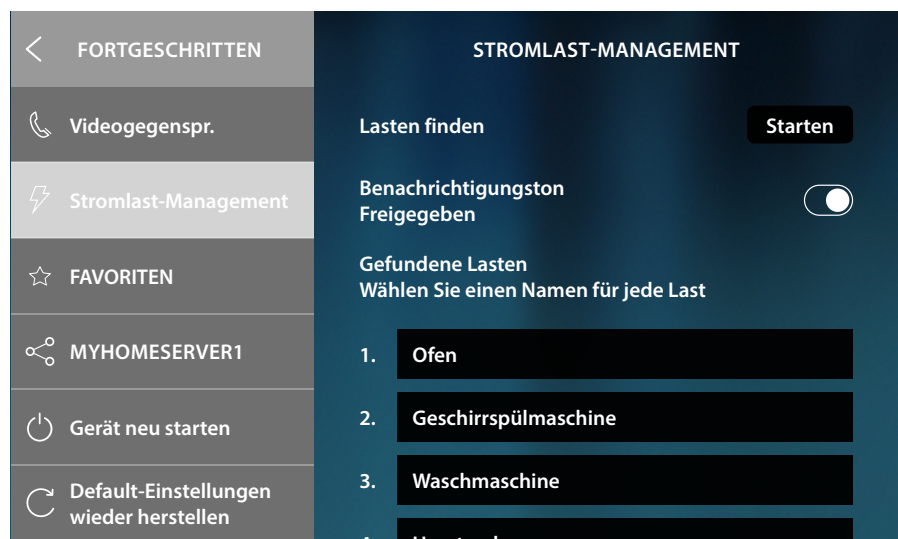 FORTGESCHRITTEN
Videogegenspr.
Stromlast-Management
FAVORITEN
MYHOMESERVER1
Gerät neu starten
Default-Einstellungen
wieder herstellen
STROMLAST-MANAGEMENT
Lasten finden
Starten
Benachrichtigungston
Freigegeben
Gefundene Lasten
Wählen Sie einen Namen für jede Last
1. Ofen
2. Geschirrspülmaschine
3. Waschmaschine